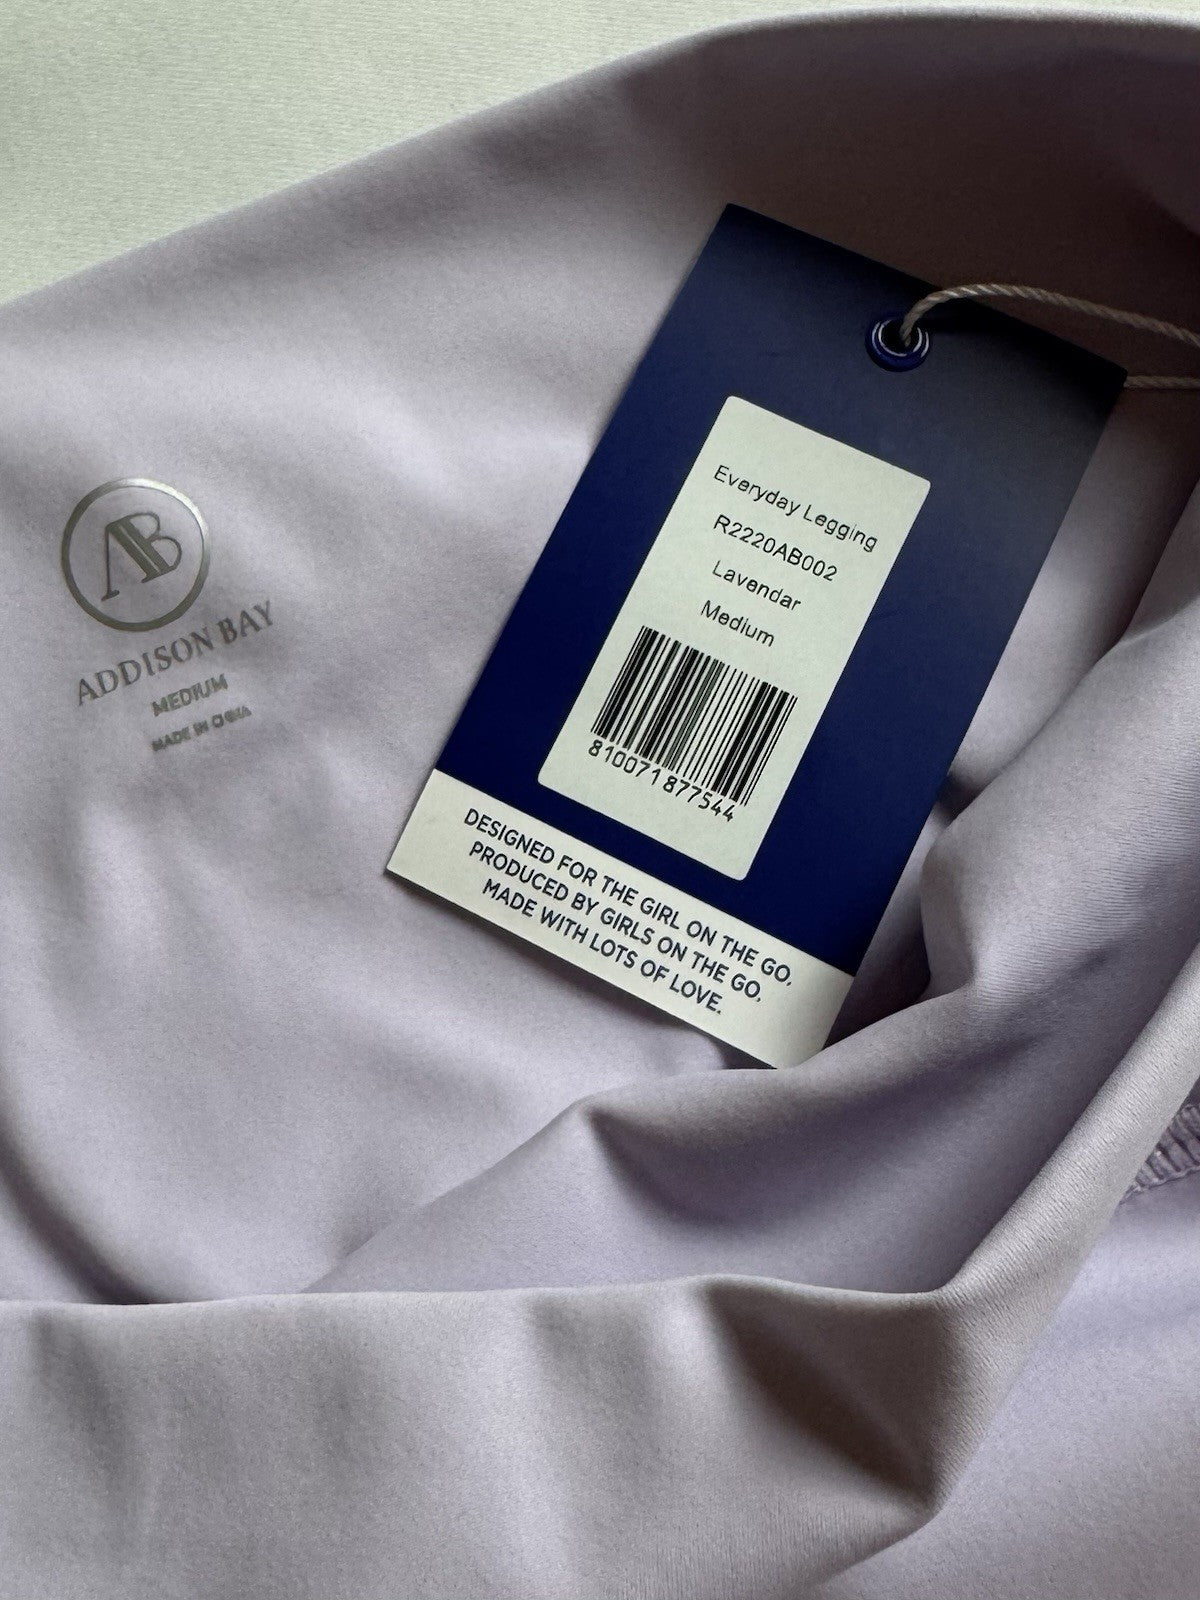 AB
ADDISON BAY
MEDIUM
MADE IN CHINA
Everyday Legging
R2220AB002
Lavendar
Medium
810071877544
DESIGNED FOR THE GIRL ON THE GO,
PRODUCED BY GIRLS ON THE GO,
MADE WITH LOTS OF LOVE.